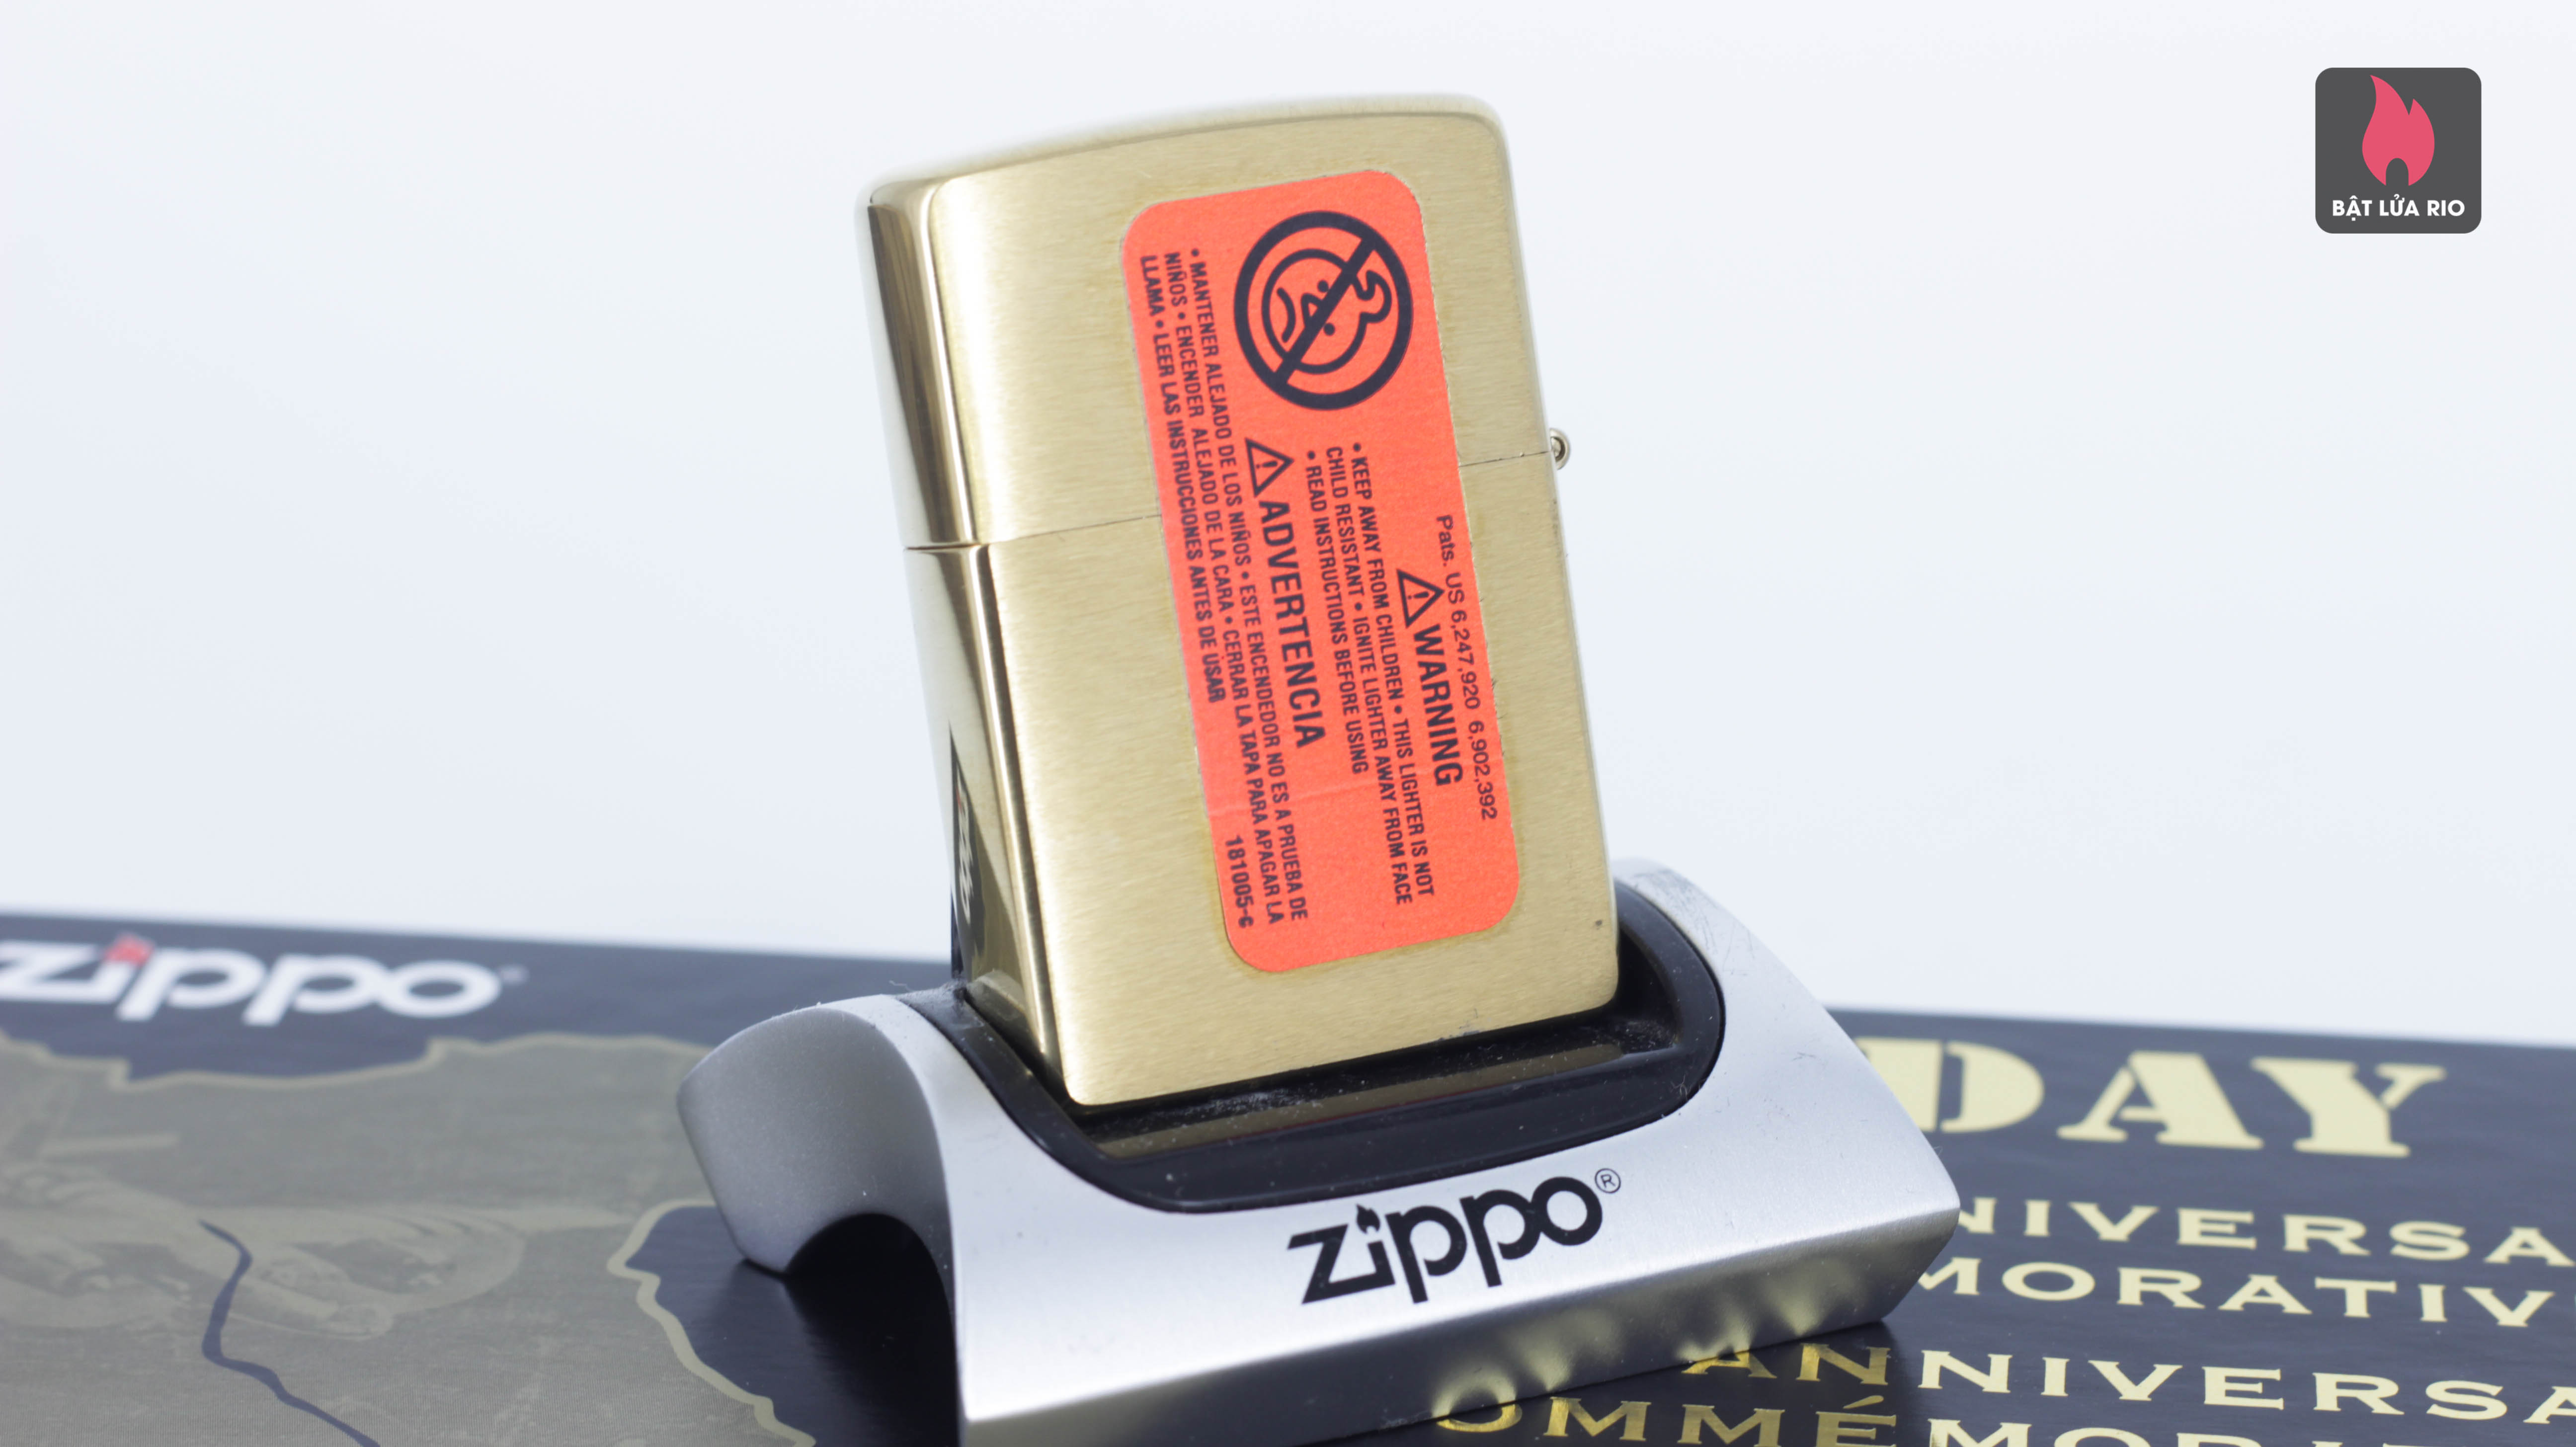 BẬT LỬA RIO
Pats. US 6,247,920 6,902,392
WARNING
• KEEP AWAY FROM CHILDREN • THIS LIGHTER IS NOT
CHILD RESISTANT • IGNITE LIGHTER AWAY FROM FACE
• READ INSTRUCTIONS BEFORE USING
ADVERTENCIA
• MANTENER ALEJADO DE LOS NIÑOS • ESTE ENCENDEDOR NO ES A PRUEBA DE
NIÑOS • ENCENDER ALEJADO DE LA CARA • CERRAR LA TAPA PARA APAGAR LA
LLAMA • LEER LAS INSTRUCCIONES ANTES DE USAR
181005-C
zippo
DAY
NIVERSA
MORATIV
zippo®
ANNIVERSA
OMMÉMORA